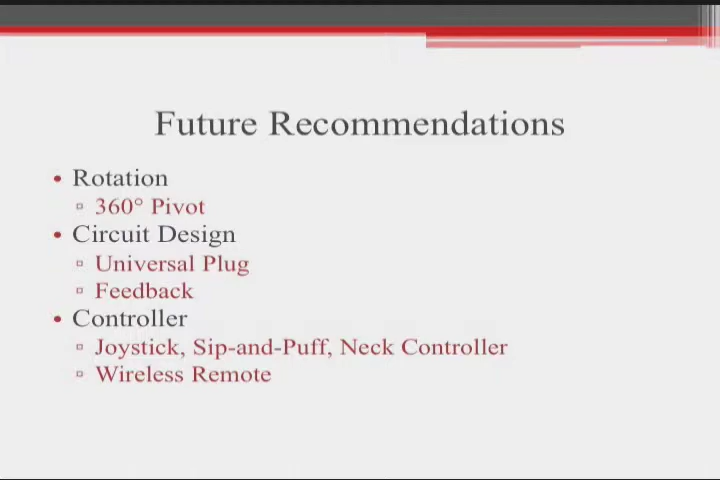 Future Recommendations
• Rotation
▫ 360° Pivot
• Circuit Design
▫ Universal Plug
▫ Feedback
• Controller
▫ Joystick, Sip-and-Puff, Neck Controller
▫ Wireless Remote